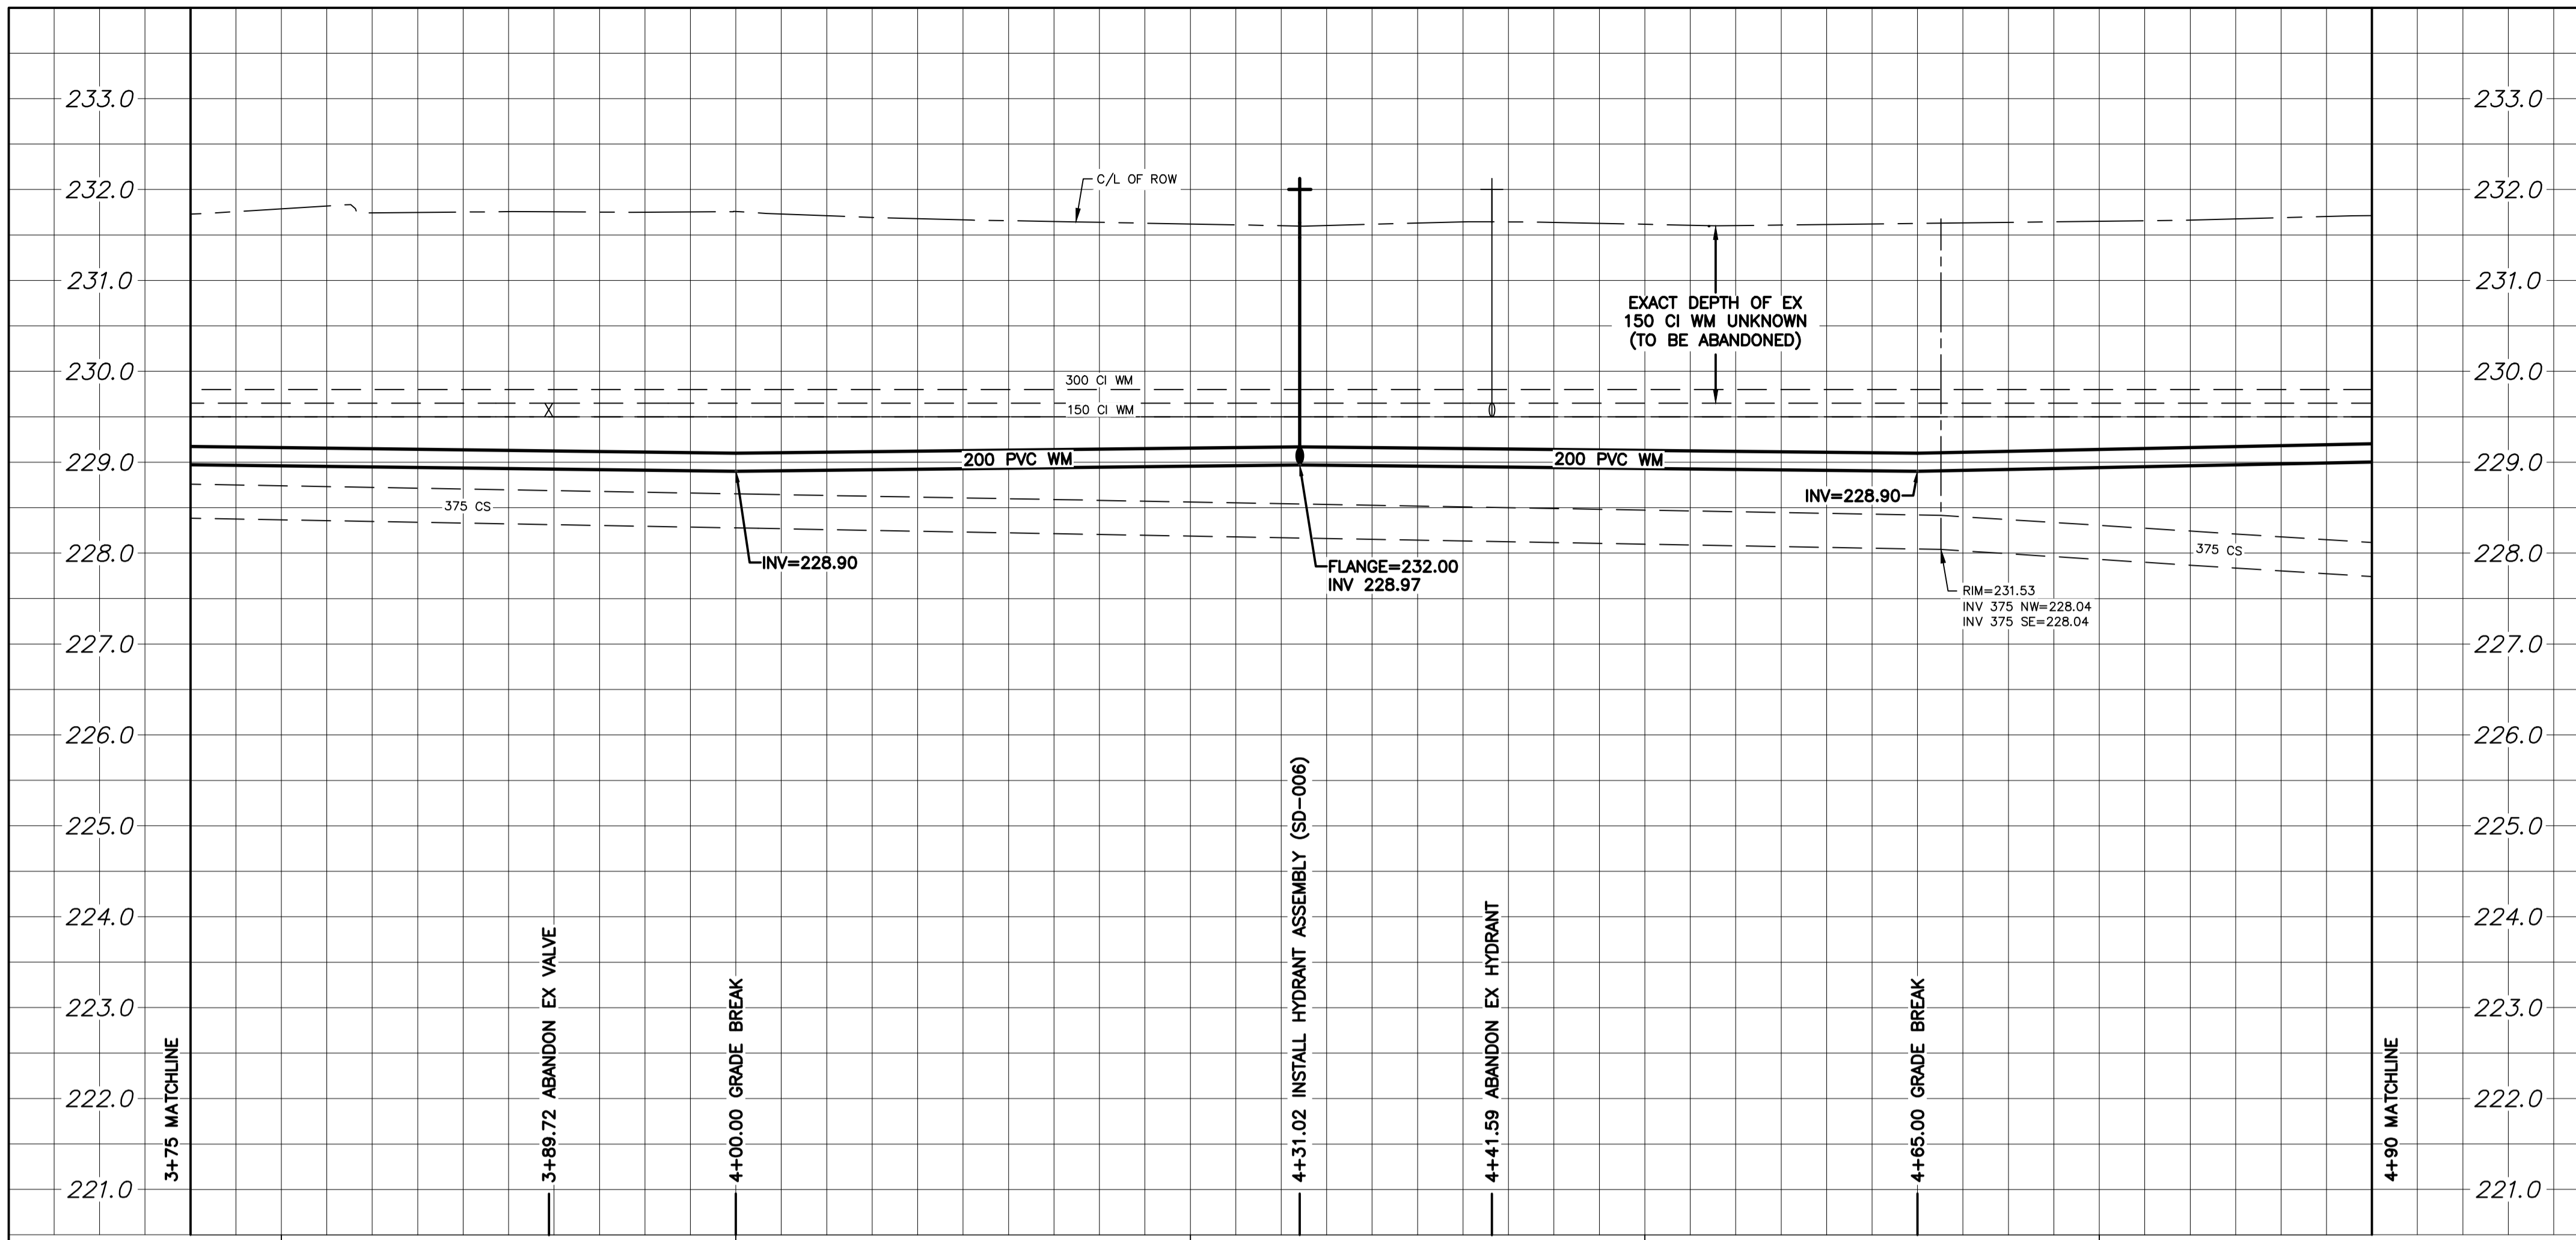 233.0
233.0
C/L OF ROW
232.0
232.0
231.0
231.0
EXACT DEPTH OF EX
150 CI WM UNKNOWN
(TO BE ABANDONED)
230.0
230.0
300 CI WM
150 CI WM
X
229.0
229.0
200 PVC WM
200 PVC WM
INV=228.90
375 CS
228.0
228.0
375 CS
INV=228.90
FLANGE=232.00
INV 228.97
RIM=231.53
INV 375 NW=228.04
INV 375 SE=228.04
227.0
227.0
226.0
226.0
225.0
225.0
224.0
224.0
223.0
223.0
222.0
222.0
221.0
221.0
3+75 MATCHLINE
3+89.72 ABANDON EX VALVE
4+00.00 GRADE BREAK
4+31.02 INSTALL HYDRANT ASSEMBLY (SD-006)
4+41.59 ABANDON EX HYDRANT
4+65.00 GRADE BREAK
4+90 MATCHLINE